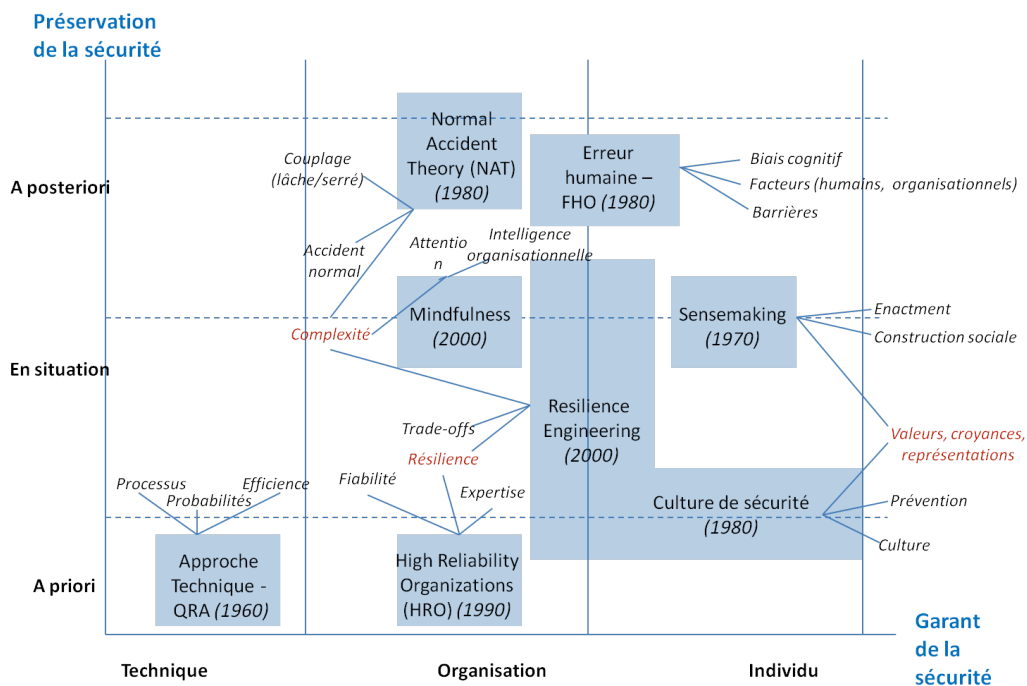 Préservation
de la sécurité
Normal
Accident
Theory (NAT)
(1980)
Couplage
(lâche/serré)
A posteriori
Erreur
humaine –
FHO (1980)
Biais cognitif
Facteurs (humains, organisationnels)
Barrières
Accident
normal
Attentio
n
Intelligence
organisationnelle
Complexité
Mindfulness
(2000)
Sensemaking
(1970)
Enactment
Construction sociale
En situation
Resilience
Engineering
(2000)
Trade-offs
Résilience
Valeurs, croyances,
représentations
Processus
Probabilités
Efficience
Fiabilité
Expertise
Culture de sécurité
(1980)
Prévention
Culture
A priori
Approche
Technique -
QRA (1960)
High Reliability
Organizations
(HRO) (1990)
Garant
de la
sécurité
Technique
Organisation
Individu